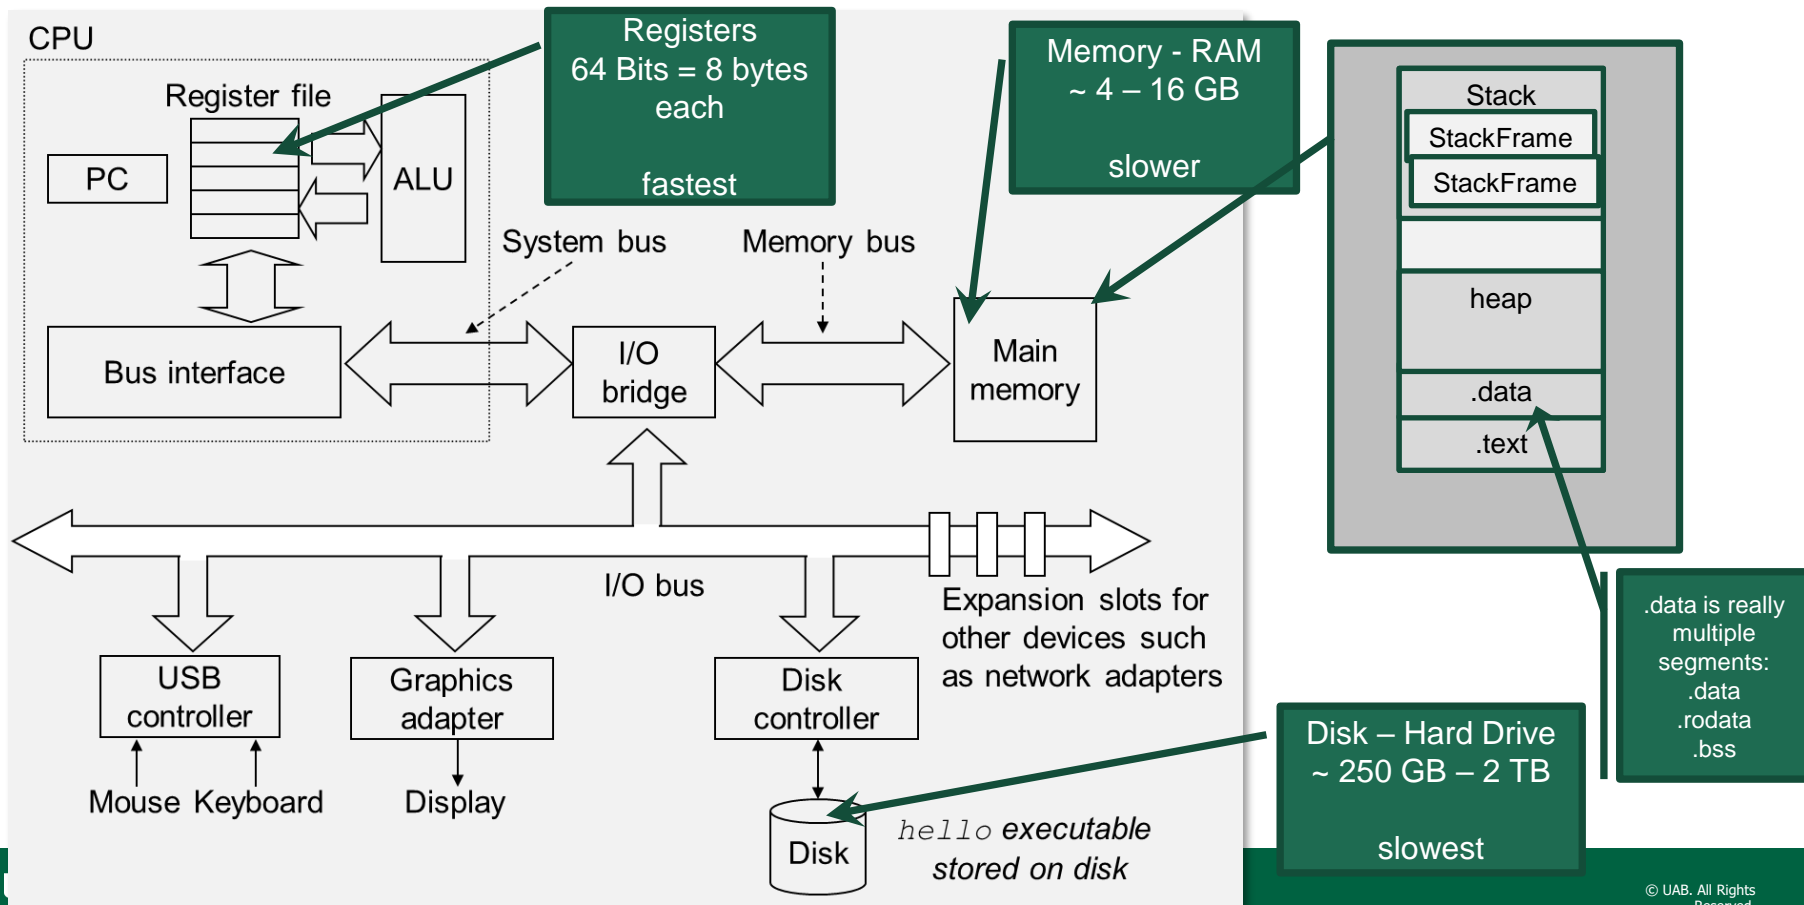 CPU
Register file
PC
ALU
Bus interface
Registers
64 Bits = 8 bytes
each
fastest
System bus
Memory bus
I/O
bridge
Main
memory
Memory - RAM
~ 4 – 16 GB
slower
Stack
StackFrame
StackFrame
heap
.data
.text
.data is really
multiple
segments:
.data
.rodata
.bss
I/O bus
Expansion slots for
other devices such
as network adapters
USB
controller
Graphics
adapter
Disk
controller
Mouse Keyboard
Display
Disk
hello executable
stored on disk
Disk – Hard Drive
~ 250 GB – 2 TB
slowest
© UAB. All Rights
Reserved.